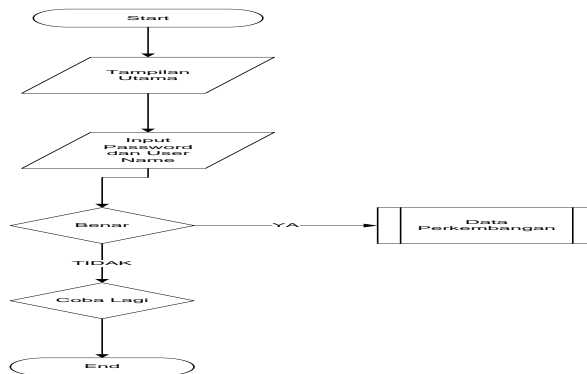 Start
Tampilan
Utama
Input
Password
dan User
Name
Benar
YA
Data
Perkembangan
TIDAK
Coba Lagi
End